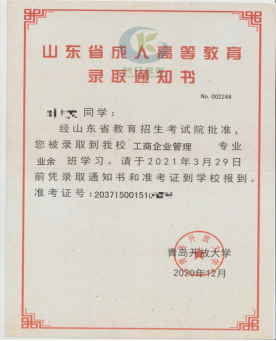 山东省成人高等教育
录取通知书
No. 002246
同学：
经山东省教育招生考试院批准，
您被录取到我校 工商企业管理 专业
业余 班学习。请于2021年3月29日
前凭录取通知书和准考证到学校报到。
准考证号：20371500151
青岛开放大学
2020年12月